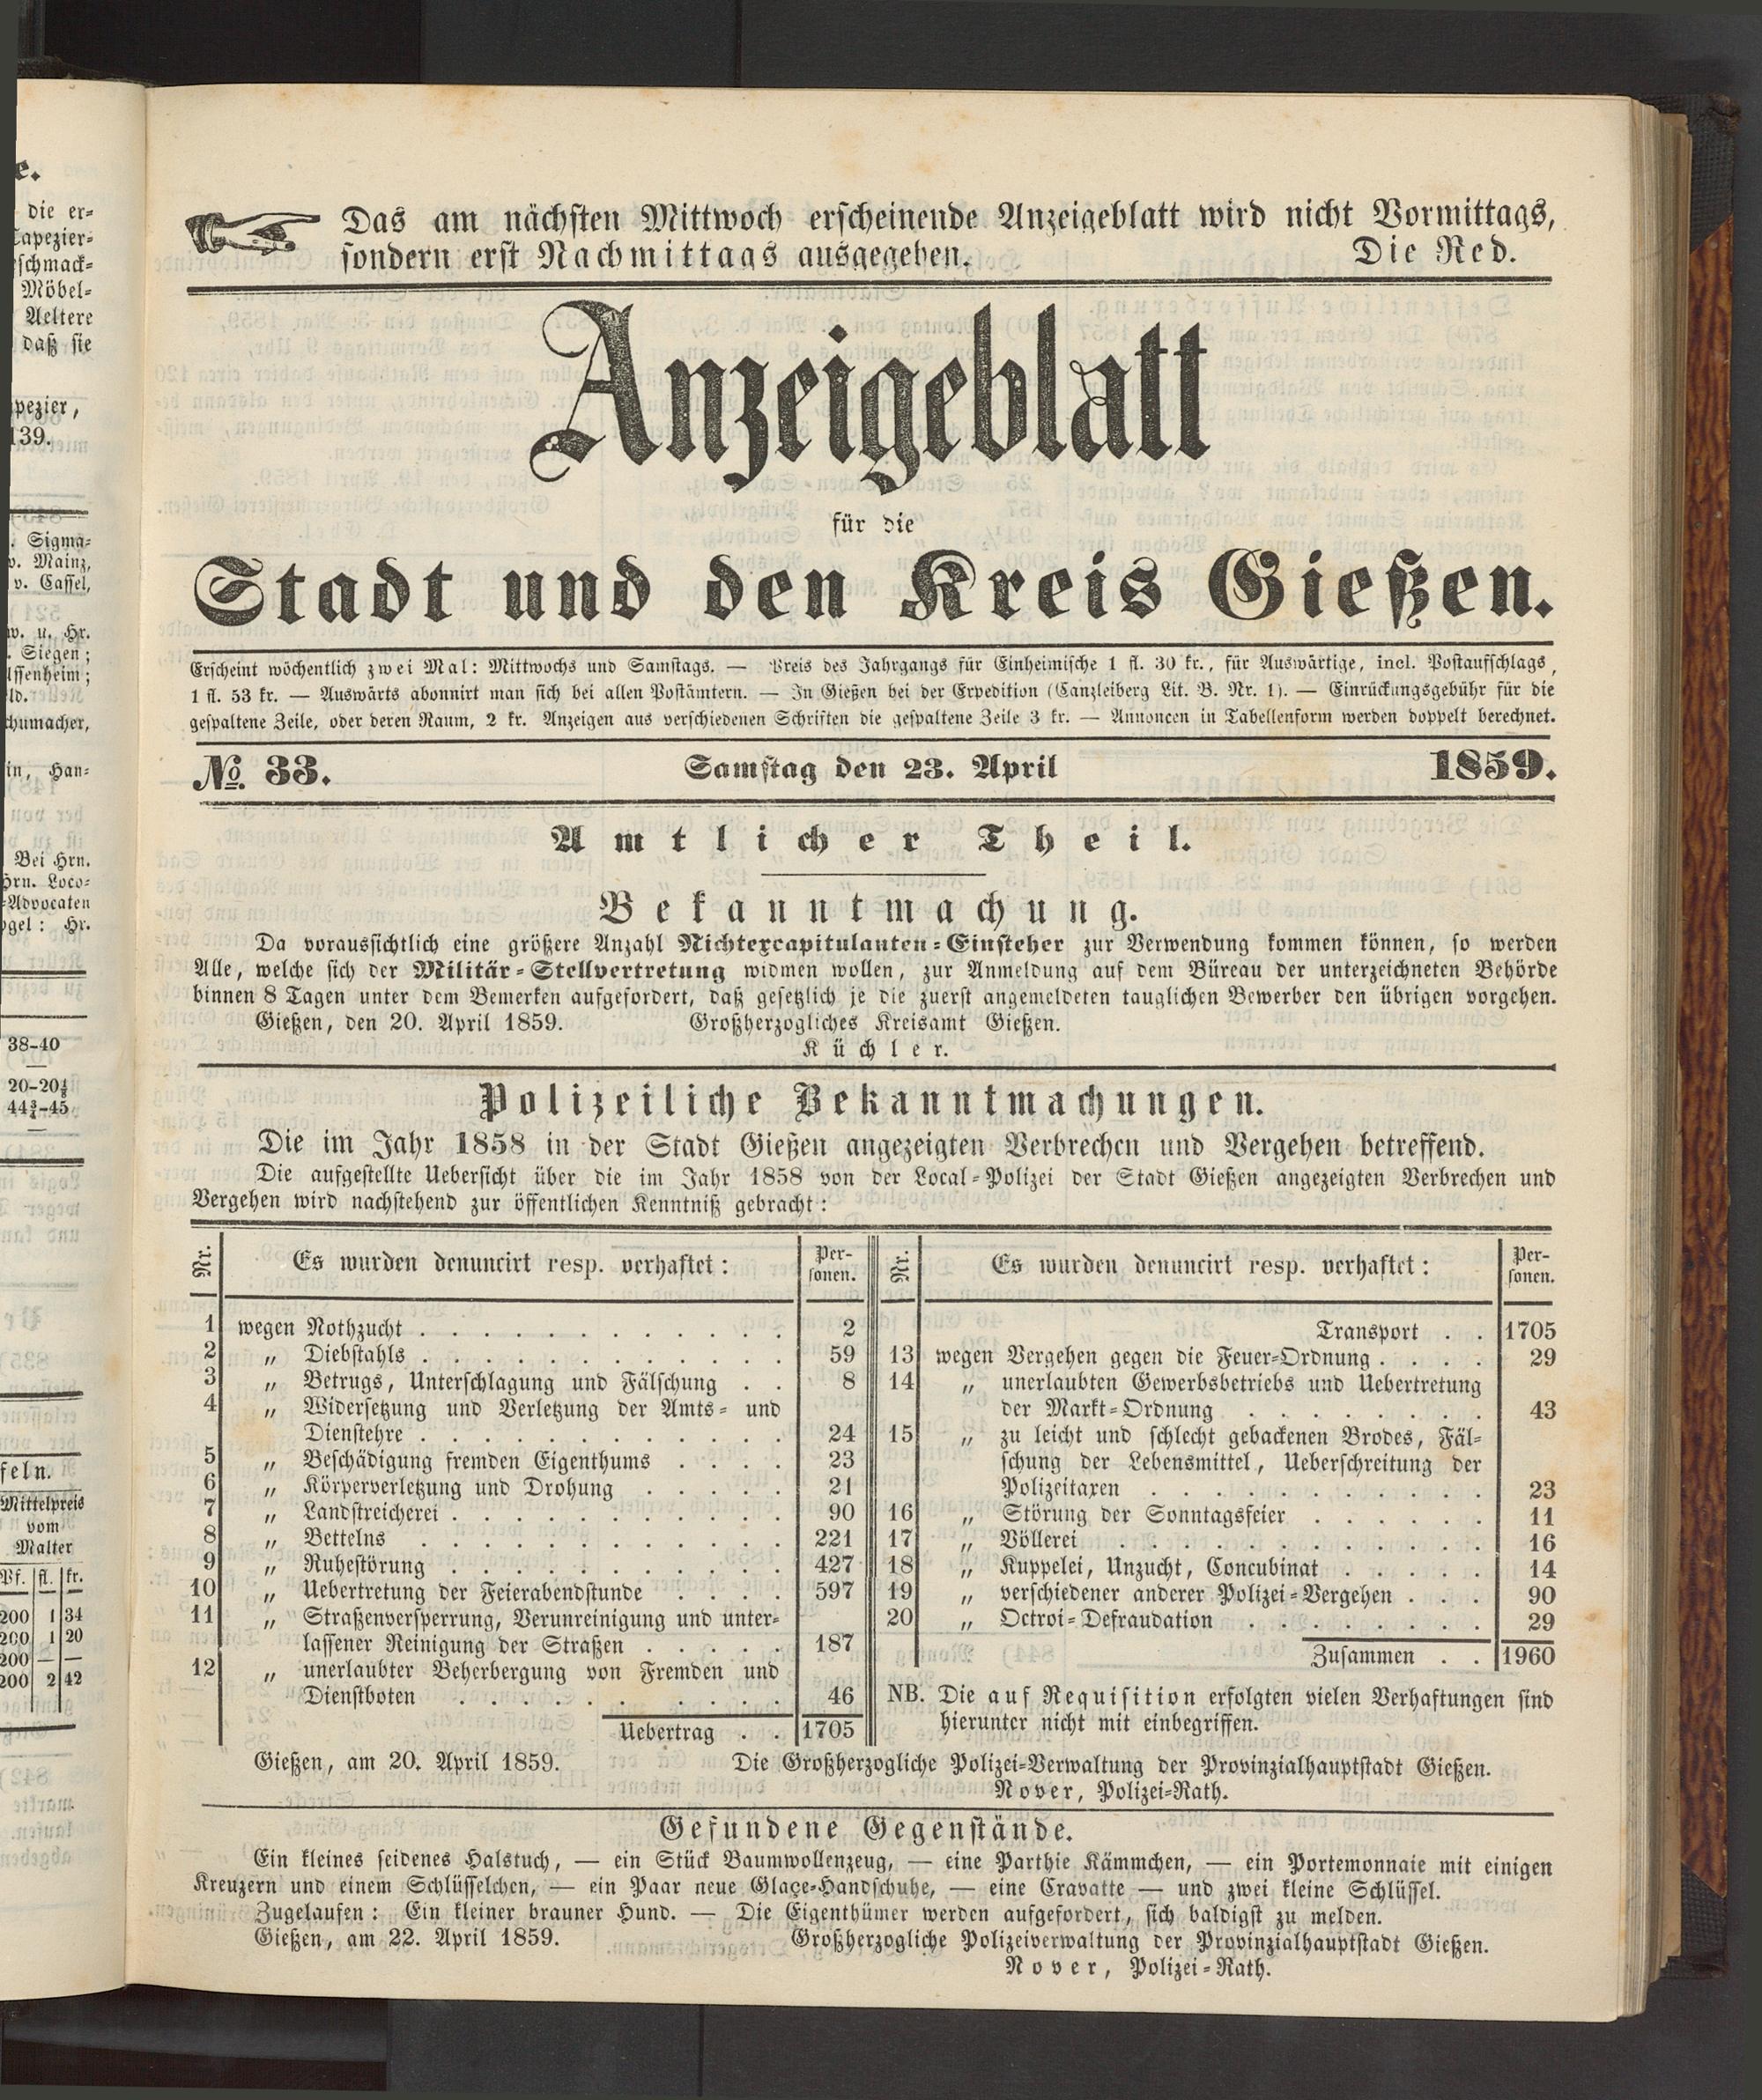 Das am nächsten Mittwoch erscheinende Anzeigeblatt wird nicht Vormittags,
sondern erst Nachmittags ausgegeben. Die Red.
Anzeigeblatt
für die
Stadt und den Kreis Gießen.
Erscheint wöchentlich zwei Mal: Mittwochs und Samstags. — Preis des Jahrgangs für Einheimische 1 fl. 30 kr., für Auswärtige, incl. Postaufschlags,
1 fl. 53 kr. — Auswärts abonnirt man sich bei allen Postämtern. — In Gießen bei der Expedition (Canzleiberg Lit. B. Nr. 1). — Einrückungsgebühr für die
gespaltene Zeile, oder deren Raum, 2 kr. Anzeigen aus verschiedenen Schriften die gespaltene Zeile 3 kr. — Annoncen in Tabellenform werden doppelt berechnet.
No. 33. Samstag den 23. April 1859.
Amtlicher Theil.
Bekanntmachung.
Da voraussichtlich eine größere Anzahl Nichtexcapitulanten-Einsteher zur Verwendung kommen können, so werden
Alle, welche sich der Militär-Stellvertretung widmen wollen, zur Anmeldung auf dem Büreau der unterzeichneten Behörde
binnen 8 Tagen unter dem Bemerken aufgefordert, daß gesetzlich je die zuerst angemeldeten tauglichen Bewerber den übrigen vorgehen.
Gießen, den 20. April 1859. Großherzogliches Kreisamt Gießen.
Küchler.
Polizeiliche Bekanntmachungen.
Die im Jahr 1858 in der Stadt Gießen angezeigten Verbrechen und Vergehen betreffend.
Die aufgestellte Uebersicht über die im Jahr 1858 von der Local-Polizei der Stadt Gießen angezeigten Verbrechen und
Vergehen wird nachstehend zur öffentlichen Kenntniß gebracht:
Nr. Es wurden denuncirt resp. verhaftet: Per-
sonen.
1 wegen Nothzucht . . . 2
2 „ Diebstahls . . . 59
3 „ Betrugs, Unterschlagung und Fälschung . . 8
4 „ Widersetzung und Verletzung der Amts- und
Dienstehre . . . 24
5 „ Beschädigung fremden Eigenthums . . . 23
6 „ Körperverletzung und Drohung . . . 21
7 „ Landstreicherei . . . 90
8 „ Bettelns . . . 221
9 „ Ruhestörung . . . 427
10 „ Uebertretung der Feierabendstunde . . . 597
11 „ Straßenversperrung, Verunreinigung und unter-
lassener Reinigung der Straßen . . . 187
12 „ unerlaubter Beherbergung von Fremden und
Dienstboten . . . 46
Uebertrag . . 1705
Nr. Es wurden denuncirt resp. verhaftet: Per-
sonen.
Transport . . 1705
13 wegen Vergehen gegen die Feuer-Ordnung . . . 29
14 „ unerlaubten Gewerbsbetriebs und Uebertretung
der Markt-Ordnung . . . 43
15 „ zu leicht und schlecht gebackenen Brodes, Fäl-
schung der Lebensmittel, Ueberschreitung der
Polizeitaxen . . . 23
16 „ Störung der Sonntagsfeier . . . 11
17 „ Völlerei . . . 16
18 „ Kuppelei, Unzucht, Concubinat . . . 14
19 „ verschiedener anderer Polizei-Vergehen . . . 90
20 „ Octroi-Defraudation . . . 29
Zusammen . . 1960
NB. Die auf Requisition erfolgten vielen Verhaftungen sind
hierunter nicht mit einbegriffen.
Gießen, am 20. April 1859. Die Großherzogliche Polizei-Verwaltung der Provinzialhauptstadt Gießen.
Nover, Polizei-Rath.
Gefundene Gegenstände.
Ein kleines seidenes Halstuch, — ein Stück Baumwollenzeug, — eine Parthie Kämmchen, — ein Portemonnaie mit einigen
Kreuzern und einem Schlüsselchen, — ein Paar neue Glaçe-Handschuhe, — eine Cravatte — und zwei kleine Schlüssel.
Zugelaufen: Ein kleiner brauner Hund. — Die Eigenthümer werden aufgefordert, sich baldigst zu melden.
Gießen, am 22. April 1859. Großherzogliche Polizeiverwaltung der Provinzialhauptstadt Gießen.
Nover, Polizei-Rath.